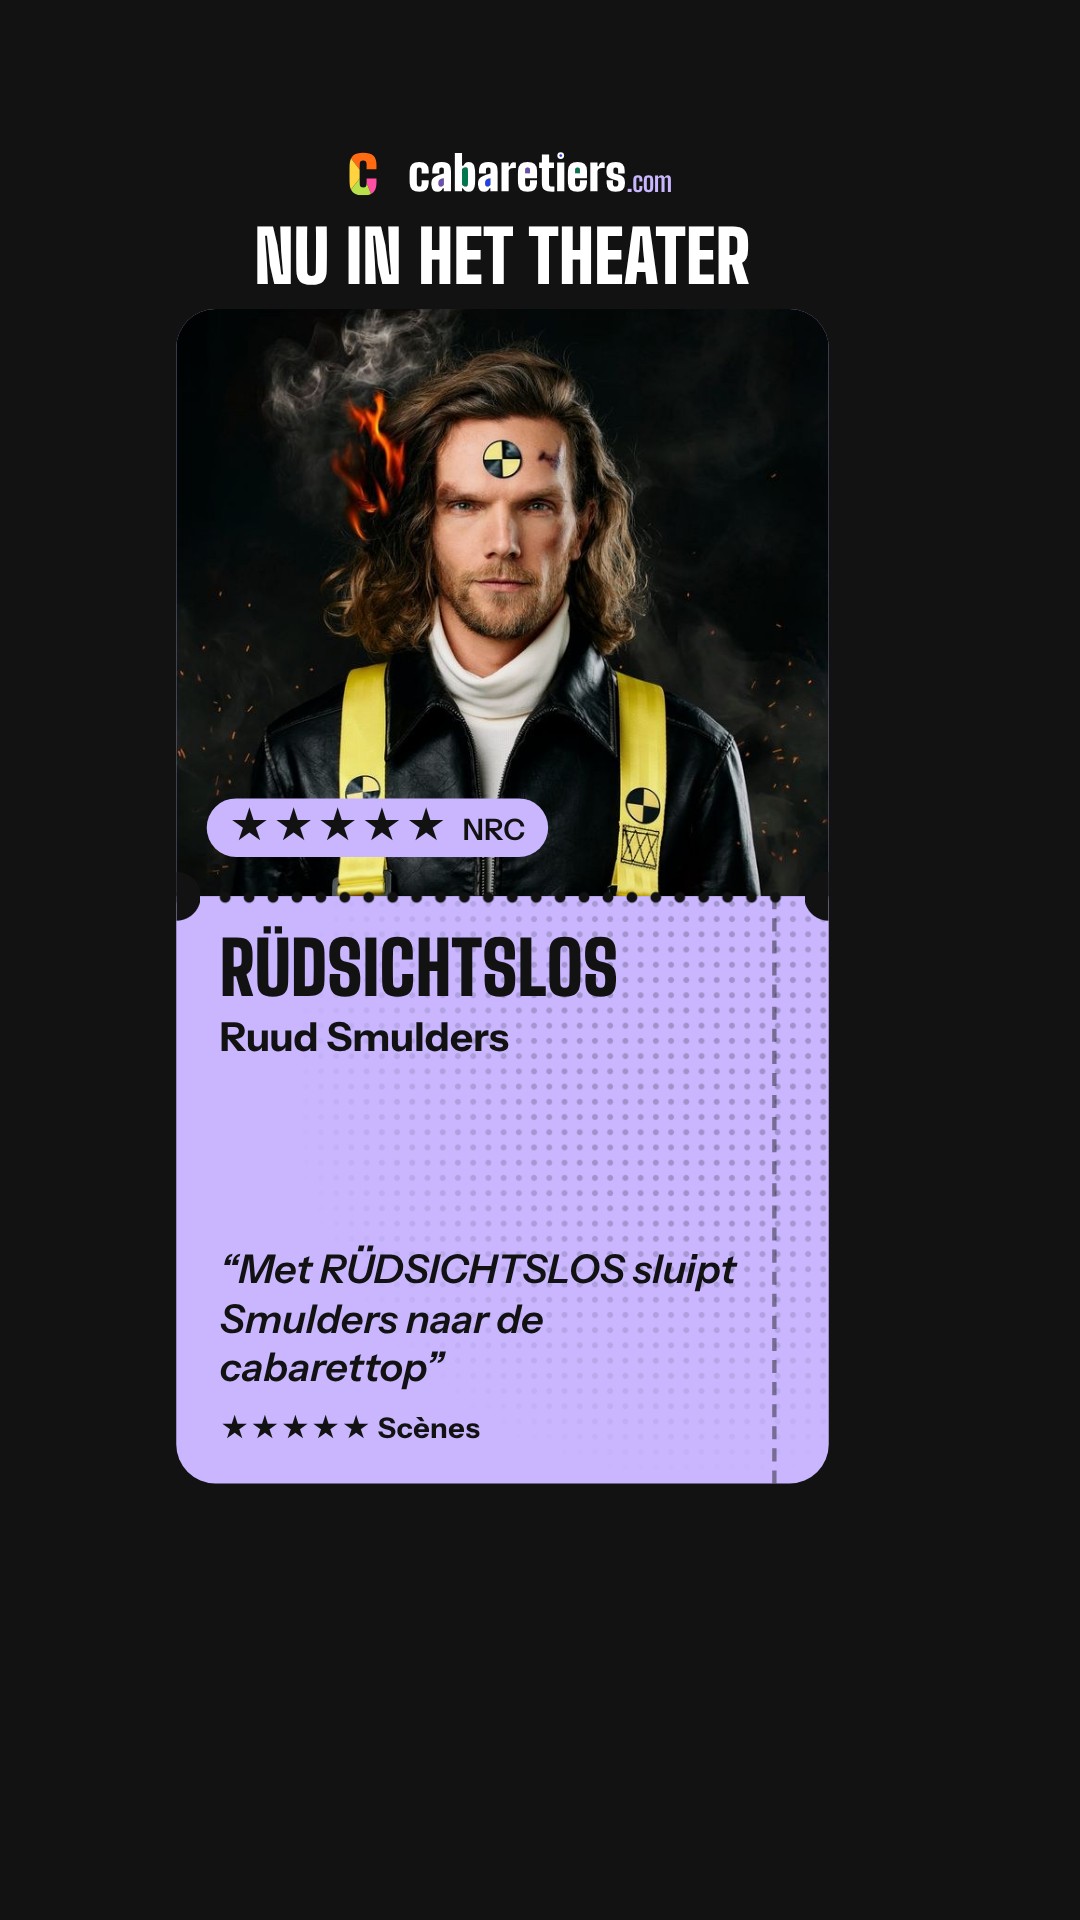 C cabaretiers.com
NU IN HET THEATER
★★★★★ NRC
RÜDSICHTSLOS
Ruud Smulders
“Met RÜDSICHTSLOS sluipt
Smulders naar de
cabarettop”
★★★★★ Scènes